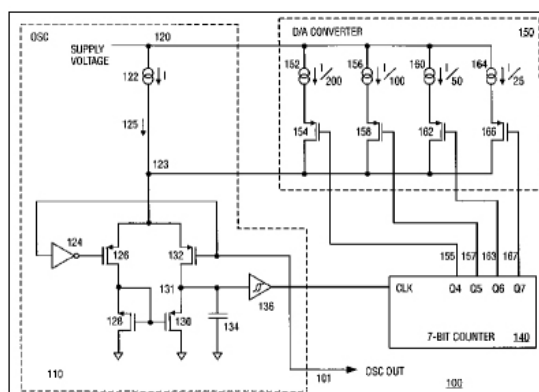 OSC
120
SUPPLY
VOLTAGE
122
I
125
123
D/A CONVERTER
150
152
I/200
156
I/100
160
I/50
164
I/25
154
158
162
166
124
126
132
131
128
130
134
136
155
157
163
167
CLK
Q4
Q5
Q6
Q7
7-BIT COUNTER
140
110
101
OSC OUT
100